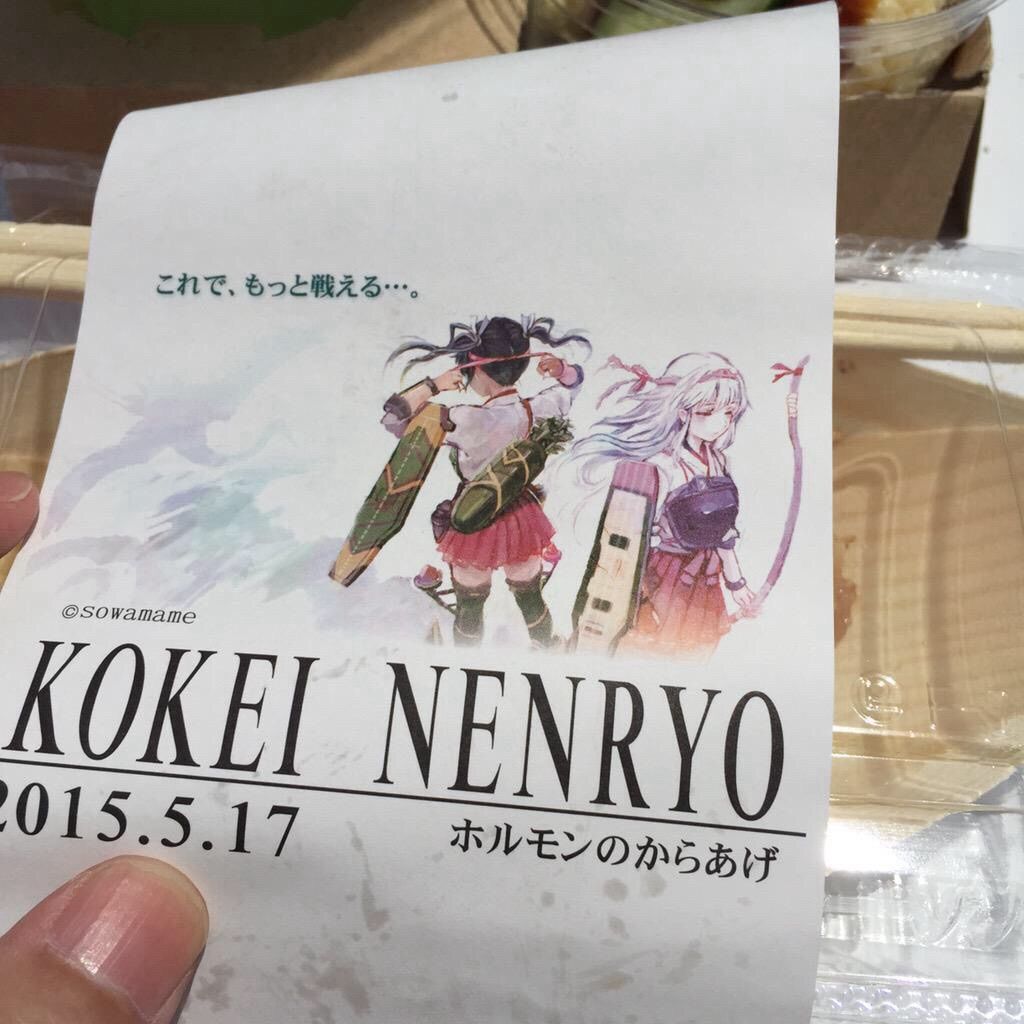 これで、もっと戦える…。
©sowamame
KOKEI NENRYO
2015.5.17
ホルモンのからあげ